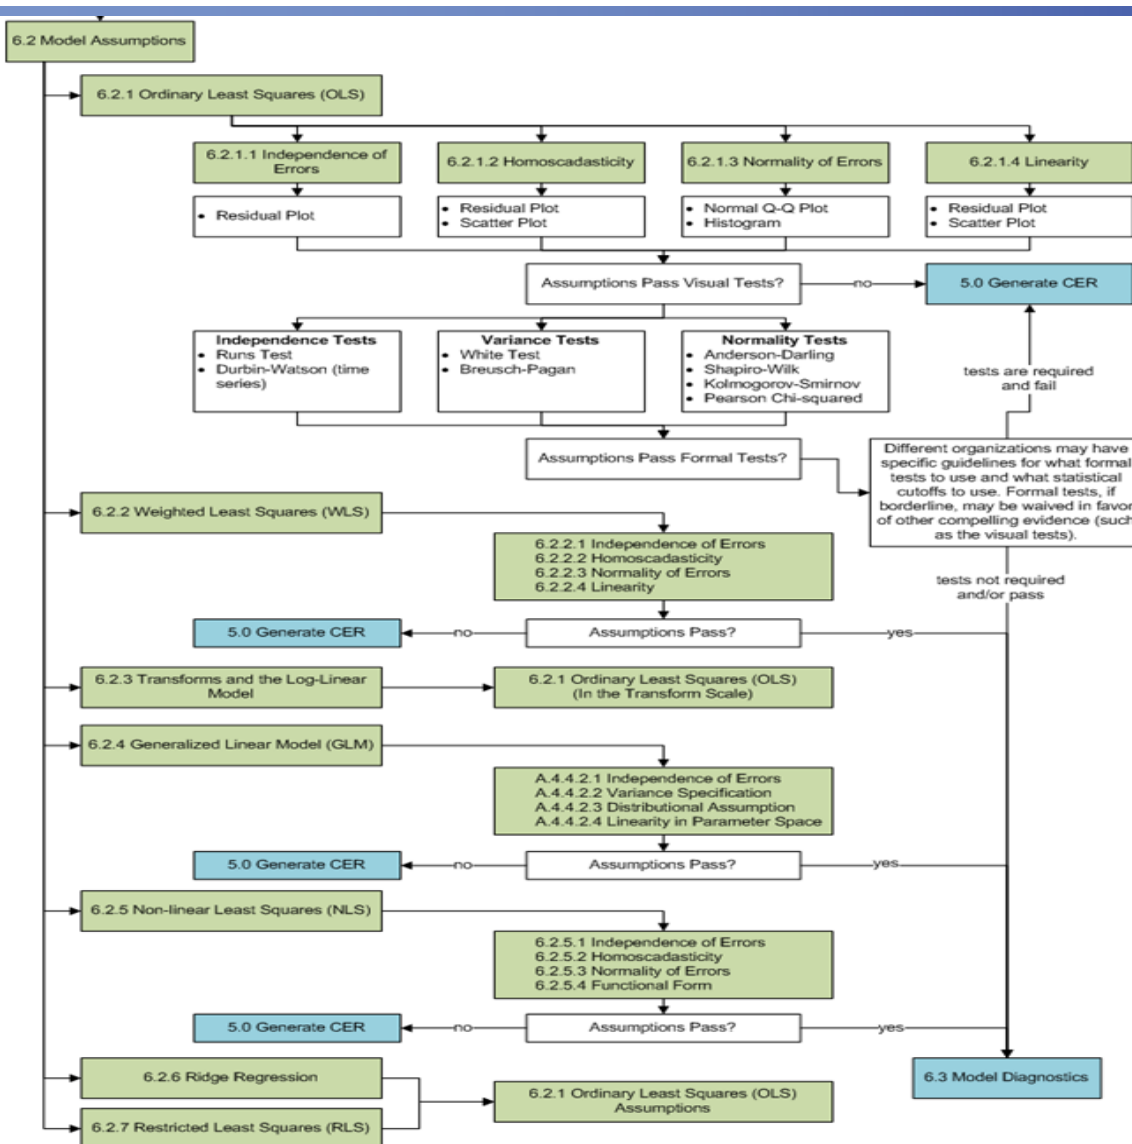 6.2 Model Assumptions
6.2.1 Ordinary Least Squares (OLS)
6.2.1.1 Independence of
Errors
6.2.1.2 Homoscadasticity
6.2.1.3 Normality of Errors
6.2.1.4 Linearity
• Residual Plot
• Residual Plot
• Scatter Plot
• Normal Q-Q Plot
• Histogram
• Residual Plot
• Scatter Plot
Assumptions Pass Visual Tests?
no
5.0 Generate CER
Independence Tests
• Runs Test
• Durbin-Watson (time
series)
Variance Tests
• White Test
• Breusch-Pagan
Normality Tests
• Anderson-Darling
• Shapiro-Wilk
• Kolmogorov-Smirnov
• Pearson Chi-squared
tests are required
and fail
Assumptions Pass Formal Tests?
Different organizations may have
specific guidelines for what formal
tests to use and what statistical
cutoffs to use. Formal tests, if
borderline, may be waived in favor
of other compelling evidence (such
as the visual tests).
6.2.2 Weighted Least Squares (WLS)
6.2.2.1 Independence of Errors
6.2.2.2 Homoscadasticity
6.2.2.3 Normality of Errors
6.2.2.4 Linearity
tests not required
and/or pass
5.0 Generate CER
no
Assumptions Pass?
yes
6.2.3 Transforms and the Log-Linear
Model
6.2.1 Ordinary Least Squares (OLS)
(In the Transform Scale)
6.2.4 Generalized Linear Model (GLM)
A.4.4.2.1 Independence of Errors
A.4.4.2.2 Variance Specification
A.4.4.2.3 Distributional Assumption
A.4.4.2.4 Linearity in Parameter Space
5.0 Generate CER
no
Assumptions Pass?
yes
6.2.5 Non-linear Least Squares (NLS)
6.2.5.1 Independence of Errors
6.2.5.2 Homoscadasticity
6.2.5.3 Normality of Errors
6.2.5.4 Functional Form
5.0 Generate CER
no
Assumptions Pass?
yes
6.2.6 Ridge Regression
6.2.1 Ordinary Least Squares (OLS)
Assumptions
6.3 Model Diagnostics
6.2.7 Restricted Least Squares (RLS)